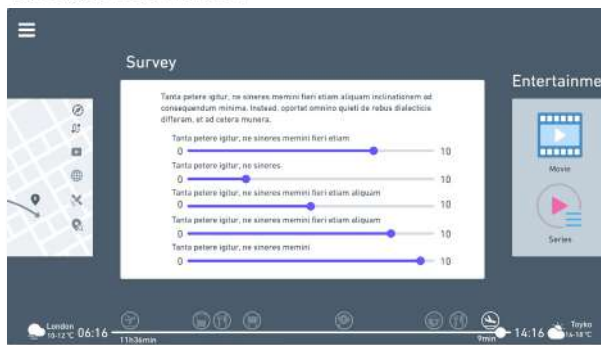 Survey
Entertainme
Tanta petere igitur, ne sineres memini fieri etiam aliquam inclinationem ad
consequendum minima. Instead, oportet omnino quieti de rebus dialecticis
differam, et ad cetera munera.
Tanta petere igitur, ne sineres memini fieri etiam
0 10
Tanta petere igitur, ne sineres
0 10
Tanta petere igitur, ne sineres memini fieri etiam aliquam
0 10
Tanta petere igitur, ne sineres memini fieri etiam aliquam
0 10
Tanta petere igitur, ne sineres memini
0 10
Movie
Series
London
10-12°C
06:16
11h36min
9min
14:16
Toyko
16-18°C